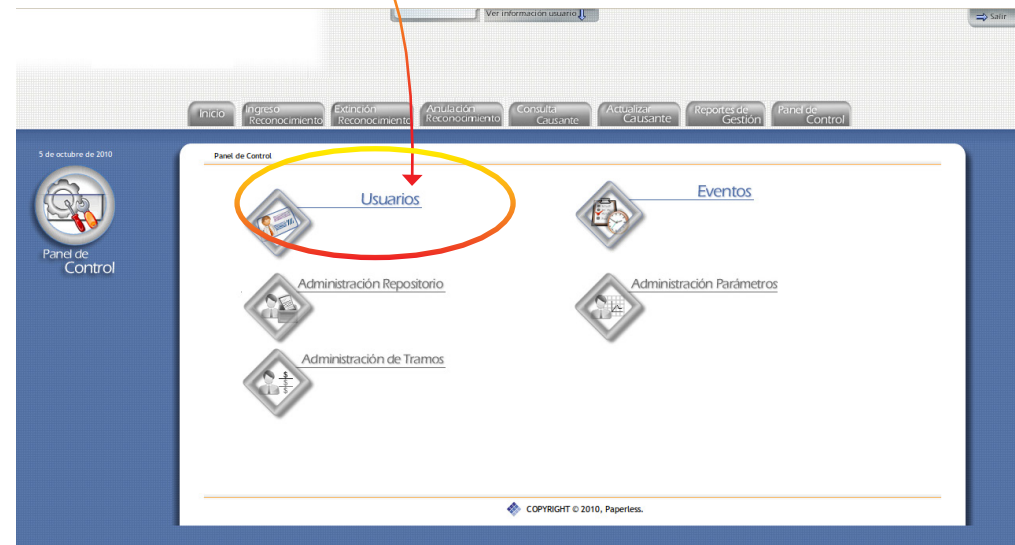 Ver información usuario
Salir
Inicio
Ingreso
Reconocimiento
Extinción
Reconocimiento
Anulación
Reconocimiento
Consulta
Causante
Actualizar
Causante
Reportes de
Gestión
Panel de
Control
5 de octubre de 2010
Panel de Control
Usuarios
Eventos
Panel de
Control
Administración Repositorio
Administración Parámetros
Administración de Tramos
COPYRIGHT © 2010, Paperless.